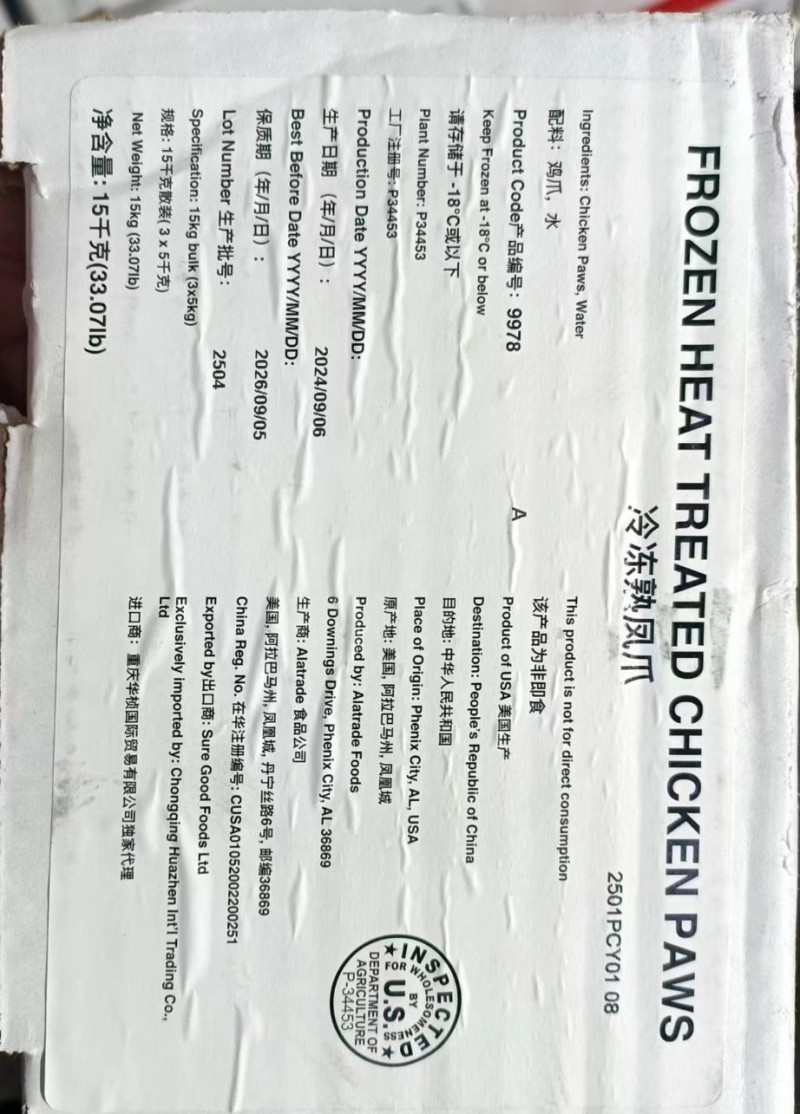 FROZEN HEAT TREATED CHICKEN PAWS
冷冻熟凤爪
2501PCY01 08
Ingredients: Chicken Paws, Water
配料：鸡爪，水
Product Code产品编号：9978
A
Keep Frozen at -18°C or below
请存储于 -18°C或以下
Plant Number: P34453
工厂注册号: P34453
Production Date YYYY/MM/DD:
生产日期（年/月/日）： 2024/09/06
Best Before Date YYYY/MM/DD:
保质期（年/月/日）： 2026/09/05
Lot Number 生产批号： 2504
Specification: 15kg bulk (3x5kg)
规格: 15千克散装( 3 x 5千克)
Net Weight: 15kg (33.07lb)
净含量: 15千克(33.07lb)
This product is not for direct consumption
该产品为非即食
Product of USA 美国生产
Destination: People's Republic of China
目的地: 中华人民共和国
Place of Origin: Phenix City, AL, USA
原产地: 美国, 阿拉巴马州, 凤凰城
Produced by: Alatrade Foods
6 Downings Drive, Phenix City, AL 36869
生产商: Alatrade 食品公司
美国, 阿拉巴马州, 凤凰城, 丹宁丝路6号, 邮编36869
China Reg. No. 在华注册编号: CUSA01052002200251
Exported by出口商: Sure Good Foods Ltd
Exclusively imported by: Chongqing Huazhen Int'l Trading Co.,
Ltd
进口商：重庆华桢国际贸易有限公司独家代理
INSPECTED
FOR WHOLESOMENESS
BY
U.S.
DEPARTMENT OF
AGRICULTURE
P-34453